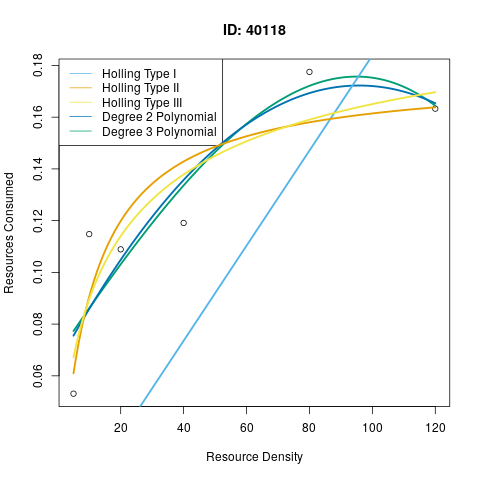 ID: 40118
Holling Type I
Holling Type II
Holling Type III
Degree 2 Polynomial
Degree 3 Polynomial
Resources Consumed
0.18
0.16
0.14
0.12
0.10
0.08
0.06
20 40 60 80 100 120
Resource Density